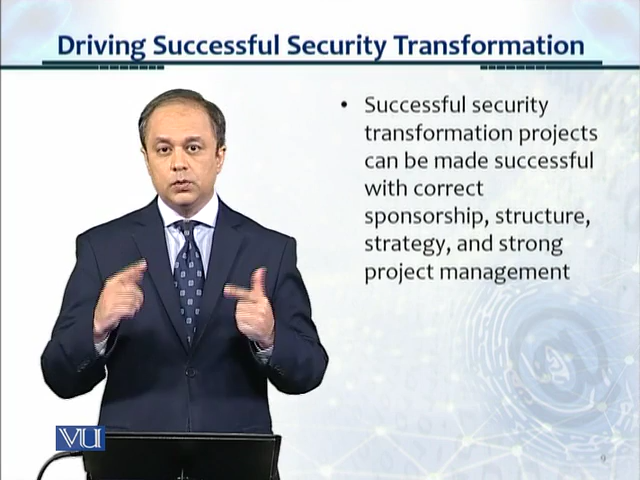 Driving Successful Security Transformation
• Successful security
transformation projects
can be made successful
with correct
sponsorship, structure,
strategy, and strong
project management
VU
9